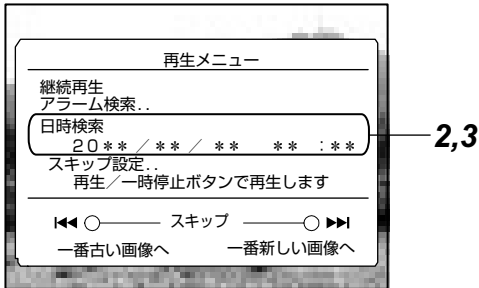 再生メニュー
継続再生
アラーム検索‥
日時検索
20＊＊／＊＊／ ＊＊ ＊＊ :＊＊
2,3
スキップ設定‥
再生／一時停止ボタンで再生します
スキップ
一番古い画像へ 一番新しい画像へ